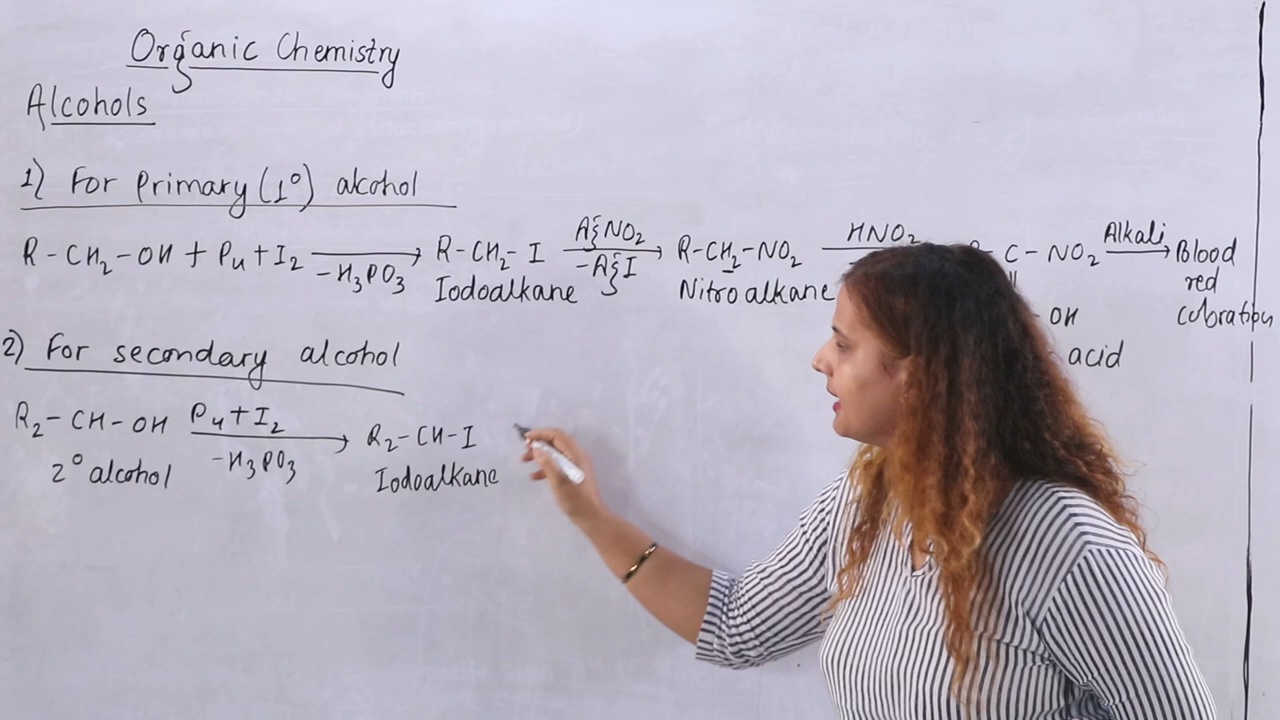 Organic Chemistry
Alcohols
1) For Primary (1°) alcohol
R-CH₂-OH + P₄ + I₂ → -H₃PO₃ R-CH₂-I AgNO₂ → -AgI R-CH₂-NO₂ HNO₂ C-NO₂ Alkali → Blood
Iodoalkane Nitroalkane || red
OH colouration
acid
2) For secondary alcohol
R₂-CH-OH P₄+I₂ → -H₃PO₃ R₂-CH-I
2° alcohol Iodoalkane